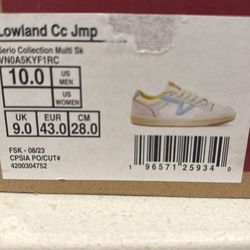 Lowland Cc Jmp
Serio Collection Multi Sk
VN0A5KYF1RC
10.0 US MEN
US WOMEN
UK 9.0
EUR 43.0
CM 28.0
FSK - 08/23
CPSIA PO/CUT#
4200304752
1 96571 25934 0